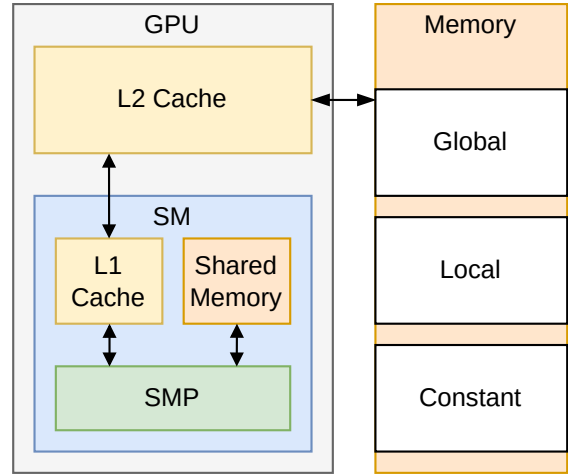 GPU
L2 Cache
SM
L1
Cache
Shared
Memory
SMP
Memory
Global
Local
Constant